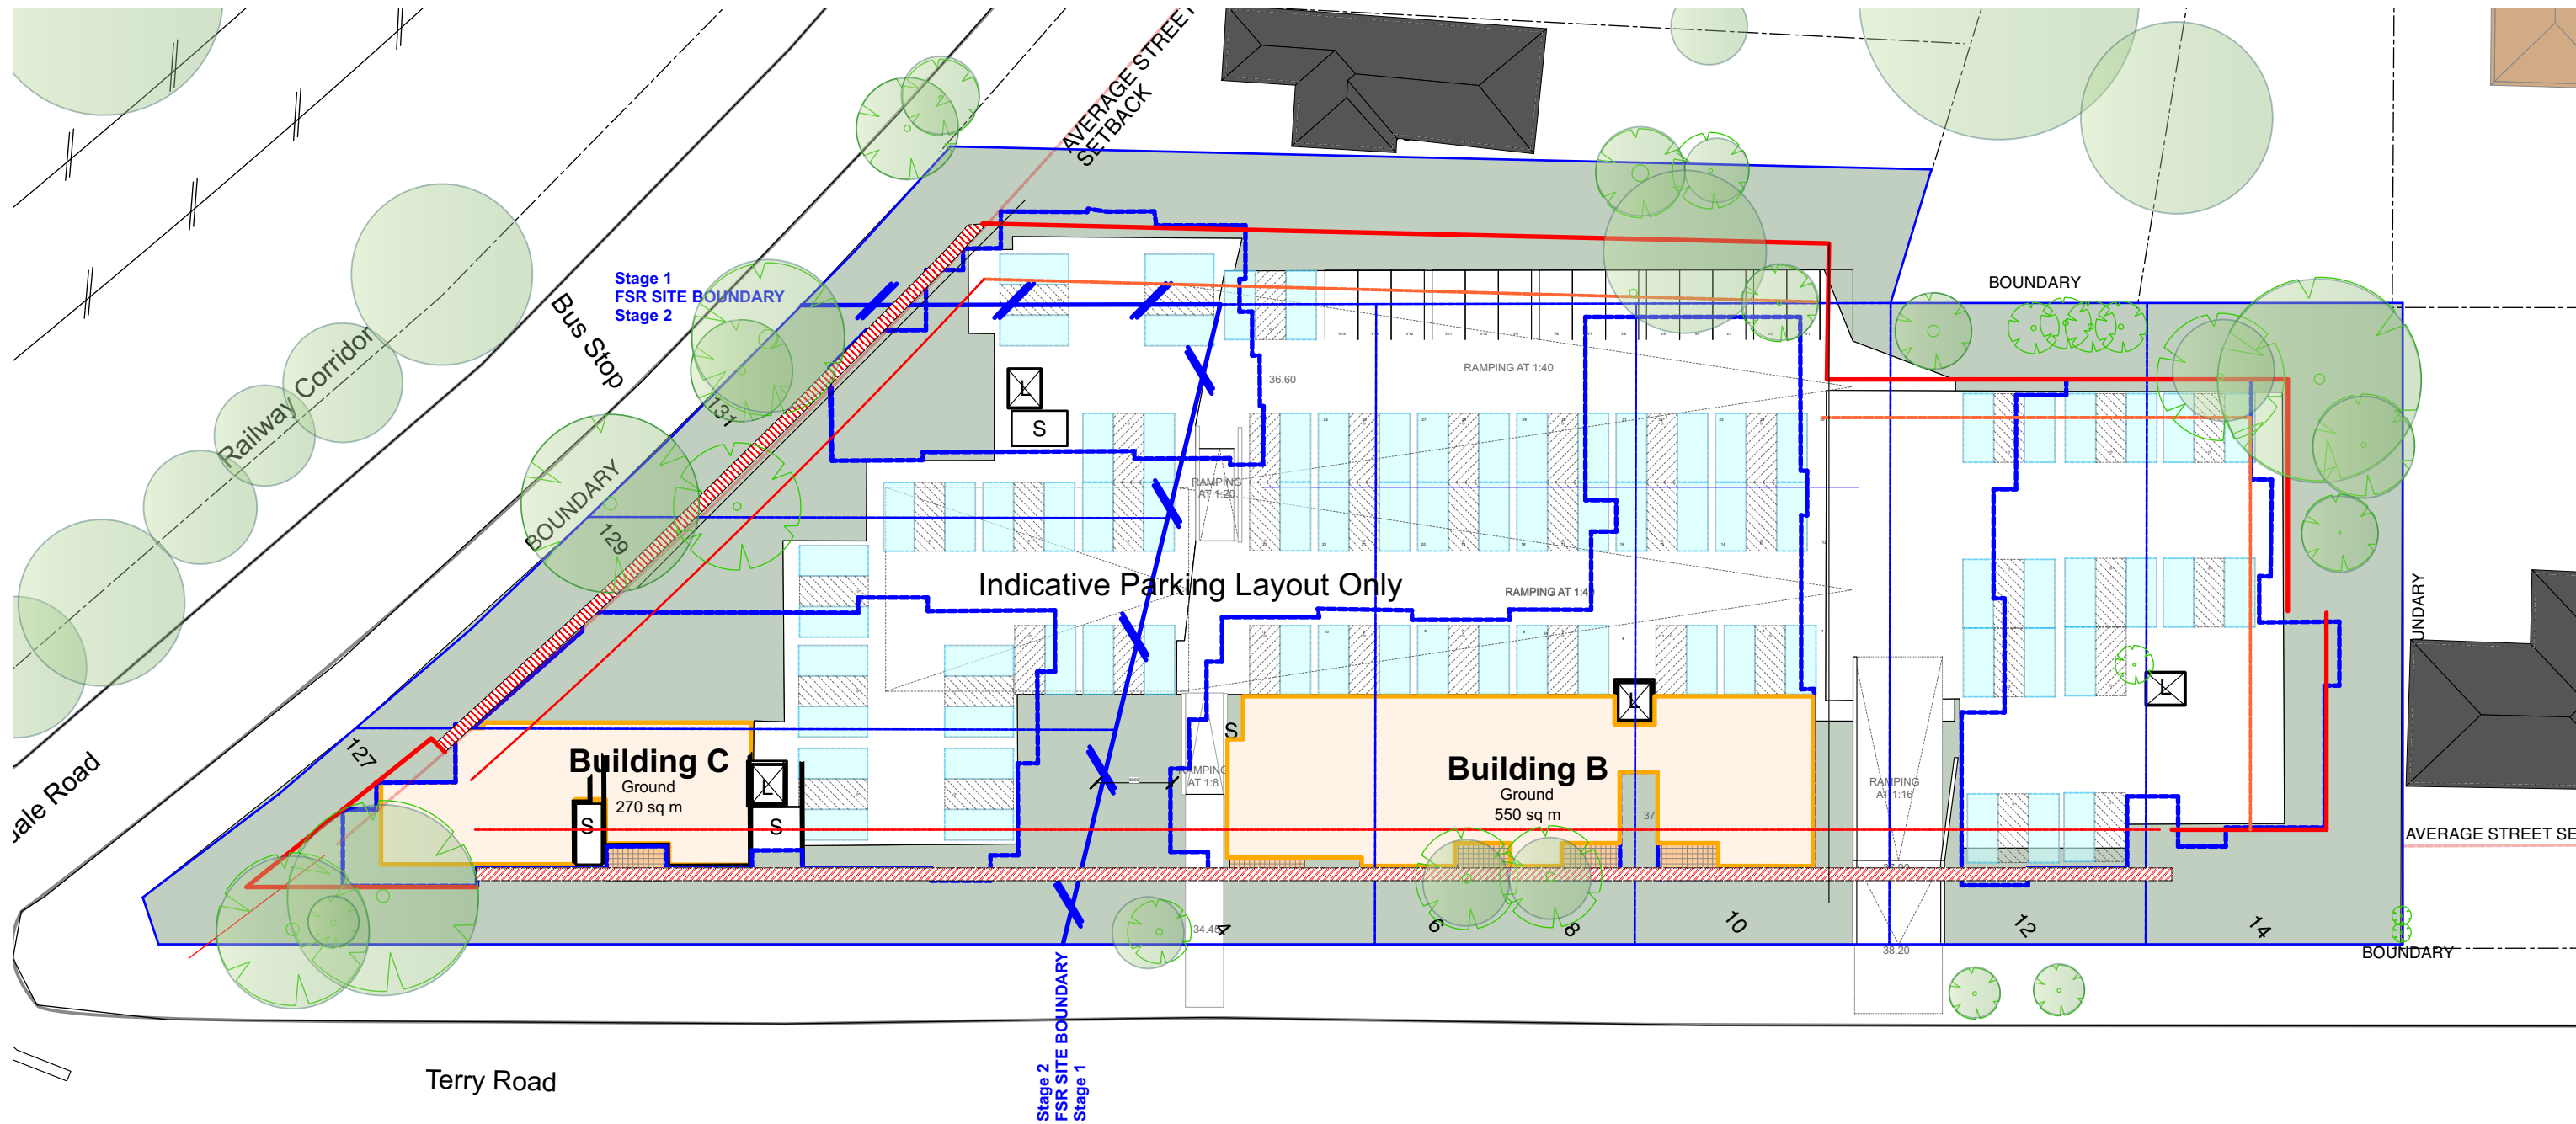 AVERAGE STREET
SETBACK
Stage 1
FSR SITE BOUNDARY
Stage 2
BOUNDARY
Bus Stop
Railway Corridor
131
L
S
36.60
RAMPING AT 1:40
BOUNDARY
129
RAMPING
AT 1:20
Indicative Parking Layout Only
RAMPING AT 1:4
UNDARY
L
L
127
Building C
Ground
270 sq m
L
S
S
S
RAMPING
AT 1:8
Building B
Ground
550 sq m
37
RAMPING
AT 1:16
AVERAGE STREET SE
dale Road
37.90
34.45
4
6
8
10
12
14
38.20
BOUNDARY
Stage 2
FSR SITE BOUNDARY
Stage 1
Terry Road